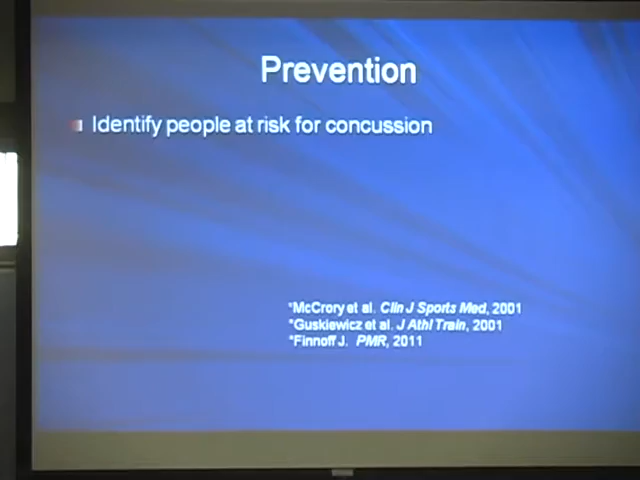 Prevention
Identify people at risk for concussion
*McCrory et al. Clin J Sports Med, 2001
*Guskiewicz et al. J Athl Train, 2001
*Finnoff J. PMR, 2011